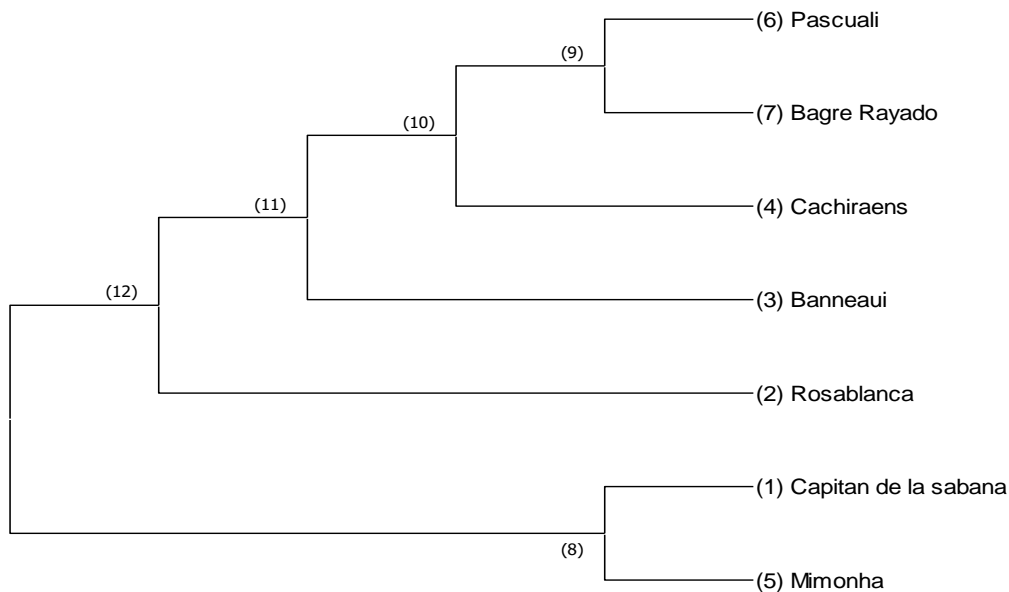 (6) Pascuali
(9)
(7) Bagre Rayado
(10)
(4) Cachiraens
(11)
(3) Banneaui
(12)
(2) Rosablanca
(1) Capitan de la sabana
(8)
(5) Mimonha